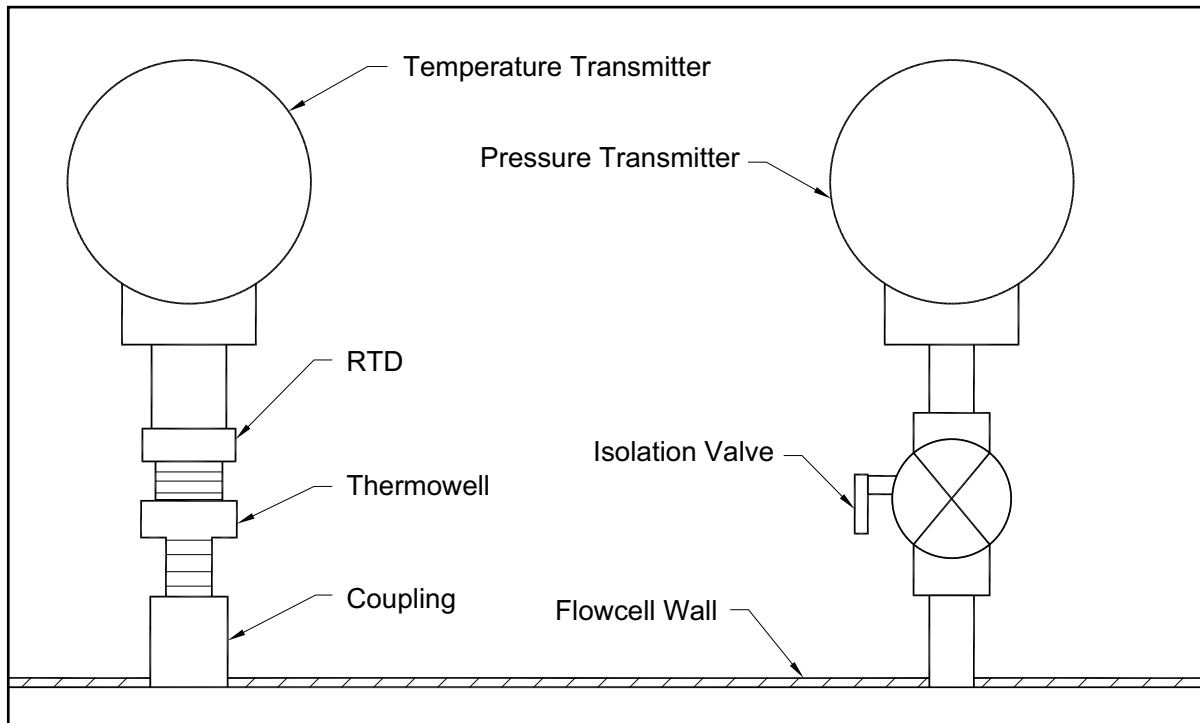 Temperature Transmitter
Pressure Transmitter
RTD
Isolation Valve
Thermowell
Coupling
Flowcell Wall